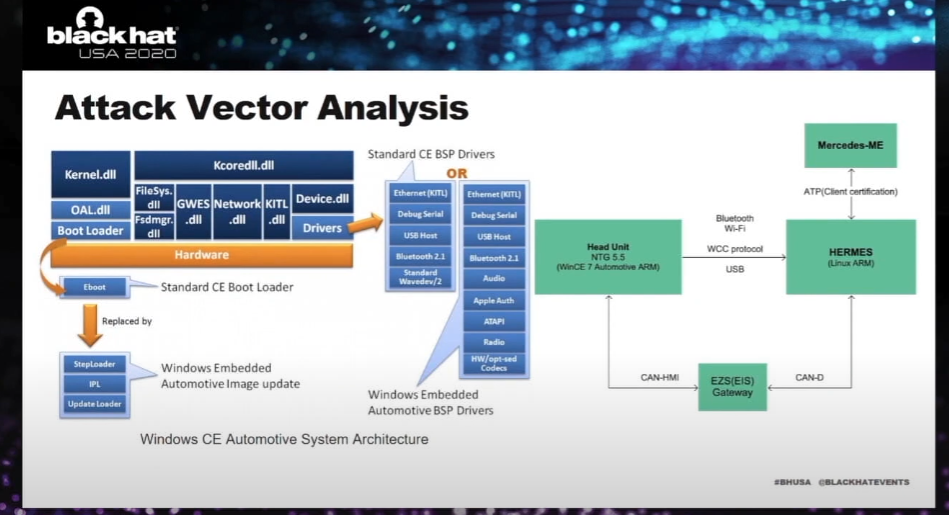 black hat
USA 2020
Attack Vector Analysis
Kernel.dll
OAL.dll
Boot Loader
Kcoredll.dll
FileSys.
dll
Fsdmgr.
dll
GWES
.dll
Network
.dll
KITL
.dll
Device.dll
Drivers
Hardware
Eboot
Standard CE Boot Loader
Replaced by
StepLoader
IPL
Update Loader
Windows Embedded
Automotive Image update
Windows CE Automotive System Architecture
Standard CE BSP Drivers
OR
Ethernet (KITL)
Debug Serial
USB Host
Bluetooth 2.1
Standard
Wavedev/2
Ethernet (KITL)
Debug Serial
USB Host
Bluetooth 2.1
Audio
Apple Auth
ATAPI
Radio
HW/opt-sed
Codecs
Windows Embedded
Automotive BSP Drivers
Mercedes-ME
ATP(Client certification)
Head Unit
NTG 5.5
(WinCE 7 Automotive ARM)
Bluetooth
Wi-Fi
WCC protocol
USB
HERMES
(Linux ARM)
CAN-HMI
EZS(EIS)
Gateway
CAN-D
#BHUSA @BLACKHATEVENTS